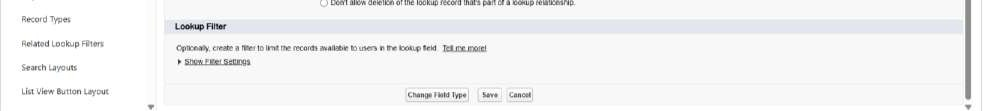 Don't allow deletion of the lookup record that's part of a lookup relationship.
Record Types
Lookup Filter
Related Lookup Filters
Optionally, create a filter to limit the records available to users in the lookup field. Tell me more!
Show Filter Settings
Search Layouts
List View Button Layout
Change Field Type Save Cancel